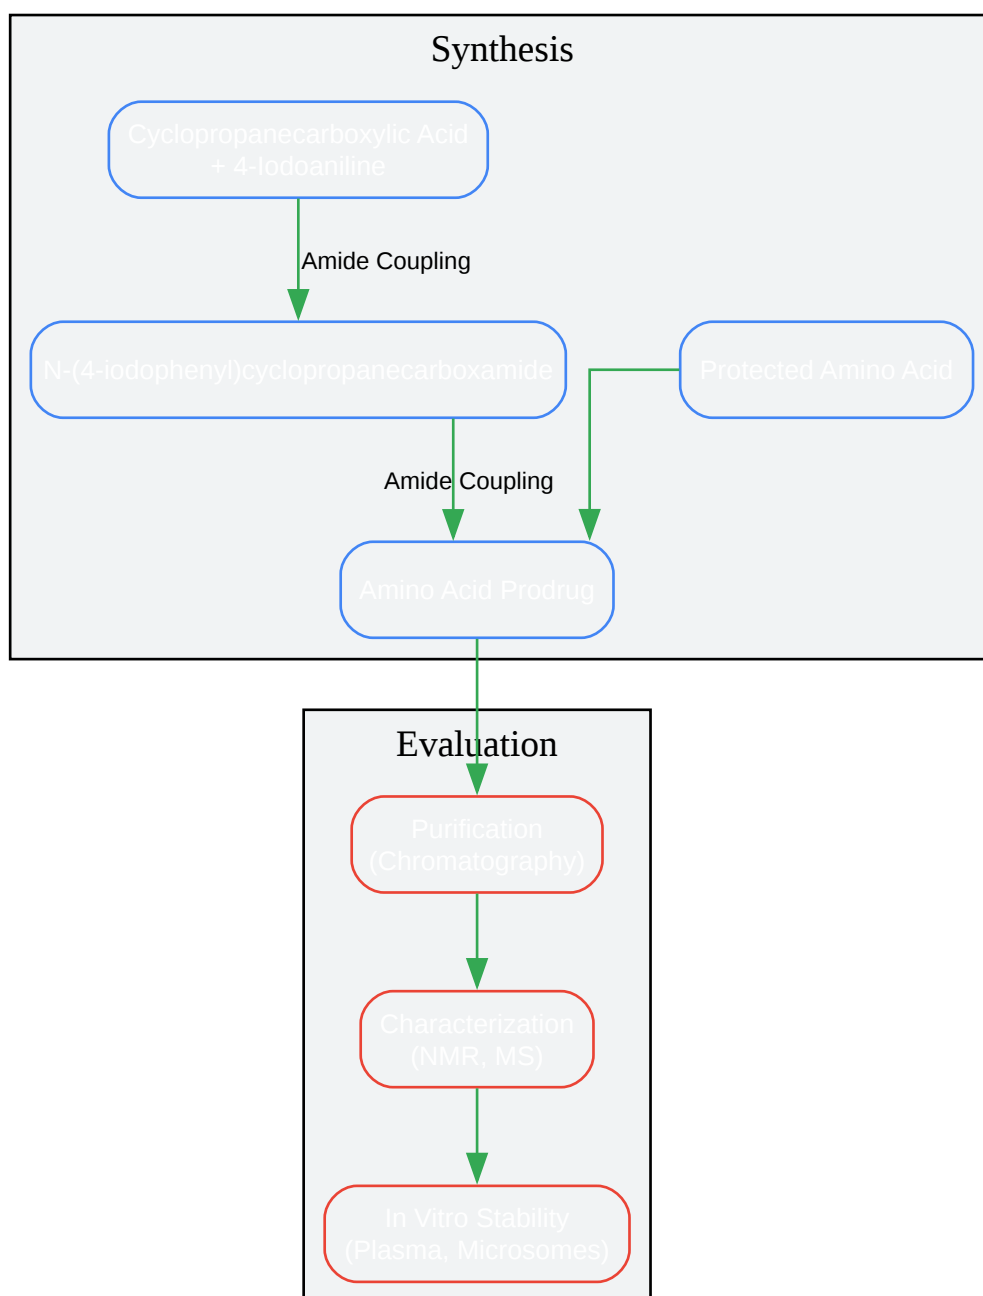 Synthesis
Cyclopropanecarboxylic Acid
+ 4-Iodoaniline
Amide Coupling
N-(4-iodophenyl)cyclopropanecarboxamide
Protected Amino Acid
Amide Coupling
Amino Acid Prodrug
Evaluation
Purification
(Chromatography)
Characterization
(NMR, MS)
In Vitro Stability
(Plasma, Microsomes)